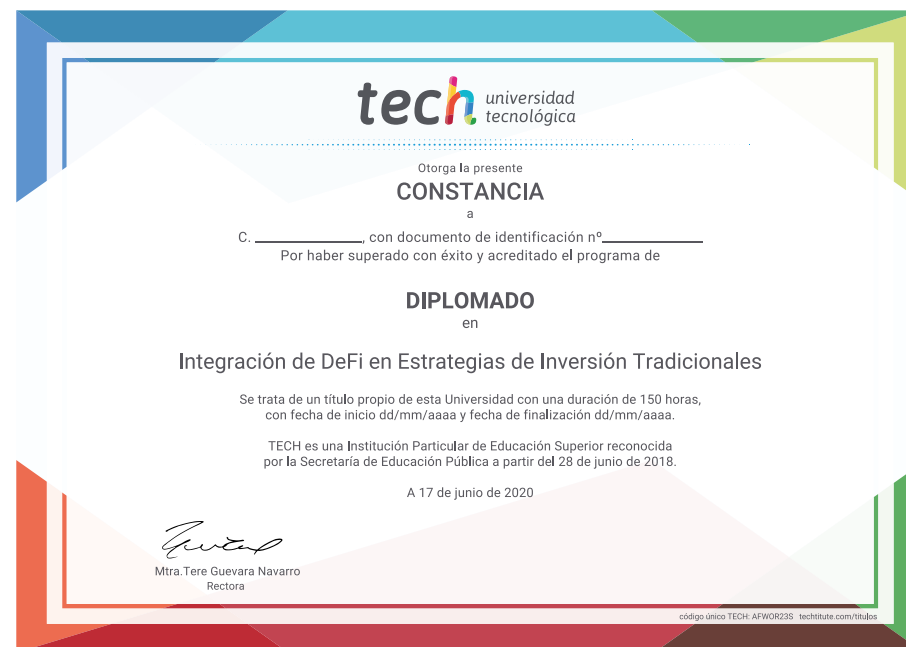 tech universidad
tecnológica
Otorga la presente
CONSTANCIA
a
C. ____________, con documento de identificación nº____________
Por haber superado con éxito y acreditado el programa de
DIPLOMADO
en
Integración de DeFi en Estrategias de Inversión Tradicionales
Se trata de un título propio de esta Universidad con una duración de 150 horas,
con fecha de inicio dd/mm/aaaa y fecha de finalización dd/mm/aaaa.
TECH es una Institución Particular de Educación Superior reconocida
por la Secretaría de Educación Pública a partir del 28 de junio de 2018.
A 17 de junio de 2020
Mtra.Tere Guevara Navarro
Rectora
código único TECH: AFWOR23S techtitute.com/titulos